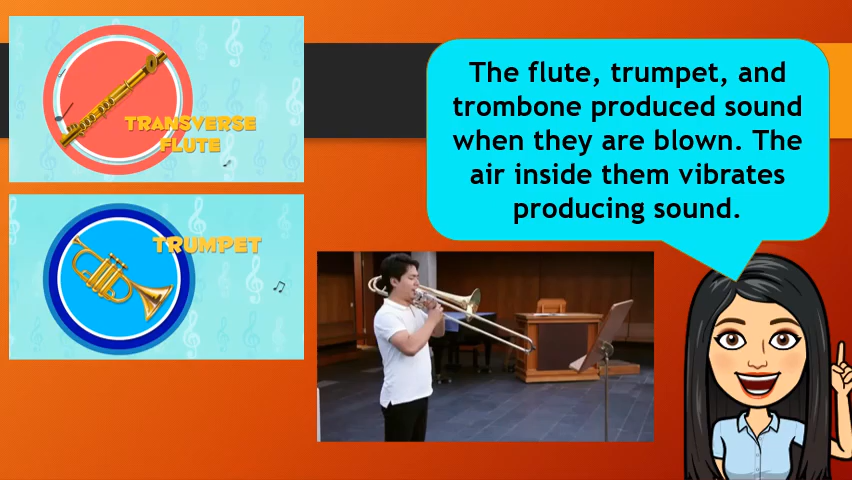 TRANSVERSE
FLUTE
TRUMPET
The flute, trumpet, and
trombone produced sound
when they are blown. The
air inside them vibrates
producing sound.